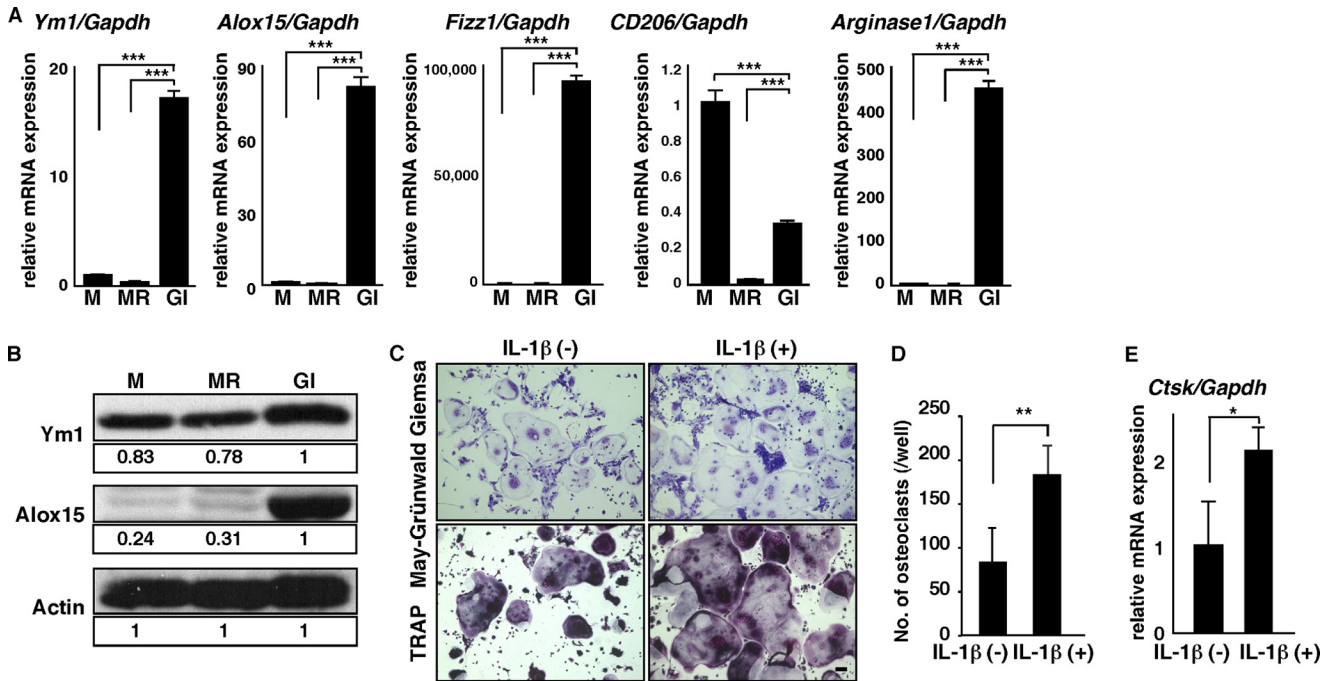 A
Ym1/Gapdh
relative mRNA expression
20
10
0
***
***
M MR GI
Alox15/Gapdh
relative mRNA expression
90
60
30
0
***
***
M MR GI
Fizz1/Gapdh
relative mRNA expression
100,000
50,000
0
***
***
M MR GI
CD206/Gapdh
relative mRNA expression
1.2
1
0.8
0.6
0.4
0.2
0
***
***
M MR GI
Arginase1/Gapdh
relative mRNA expression
500
400
300
200
100
0
***
***
M MR GI
B
M MR GI
Ym1
0.83 0.78 1
Alox15
0.24 0.31 1
Actin
1 1 1
C
IL-1β (-) IL-1β (+)
May-Grünwald Giemsa
TRAP
D
No. of osteoclasts (/well)
250
200
150
100
50
0
**
IL-1β (-) IL-1β (+)
E
Ctsk/Gapdh
relative mRNA expression
2
1
0
*
IL-1β (-) IL-1β (+)